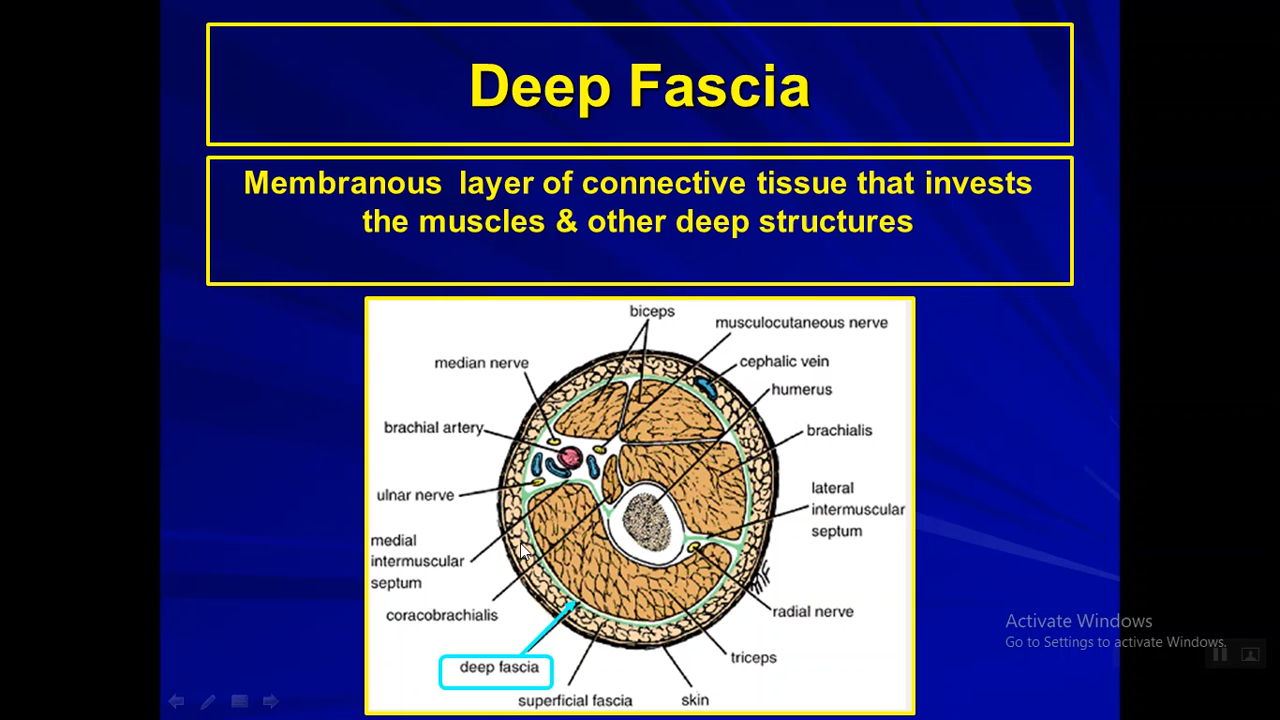 Deep Fascia
Membranous layer of connective tissue that invests
the muscles & other deep structures
biceps
musculocutaneous nerve
median nerve
cephalic vein
humerus
brachial artery
brachialis
ulnar nerve
lateral
intermuscular
septum
medial
intermuscular
septum
coracobrachialis
radial nerve
triceps
deep fascia
superficial fascia
skin
Activate Windows
Go to Settings to activate Windows.